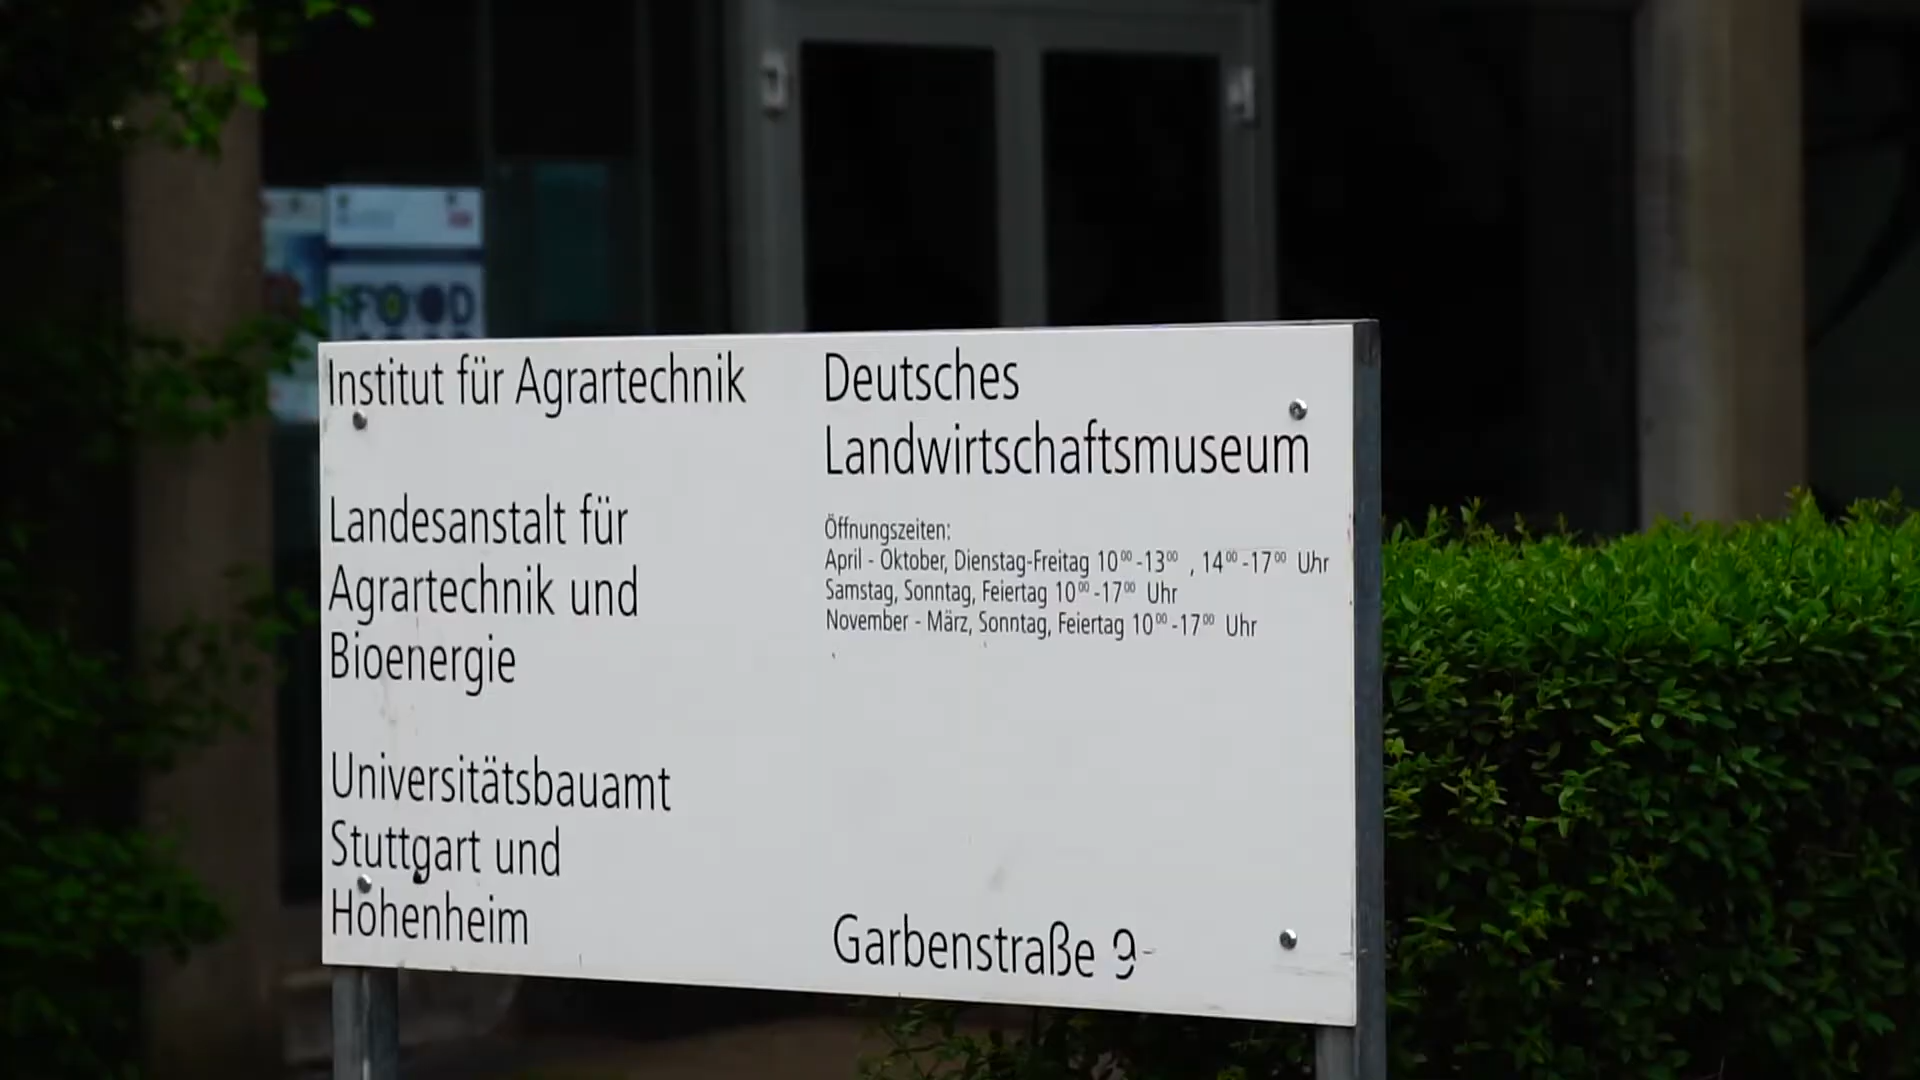 FOOD
Institut für Agrartechnik
Landesanstalt für
Agrartechnik und
Bioenergie
Universitätsbauamt
Stuttgart und
Hohenheim
Deutsches
Landwirtschaftsmuseum
Öffnungszeiten:
April - Oktober, Dienstag-Freitag 10⁰⁰-13⁰⁰ , 14⁰⁰-17⁰⁰ Uhr
Samstag, Sonntag, Feiertag 10⁰⁰-17⁰⁰ Uhr
November - März, Sonntag, Feiertag 10⁰⁰-17⁰⁰ Uhr
Garbenstraße 9